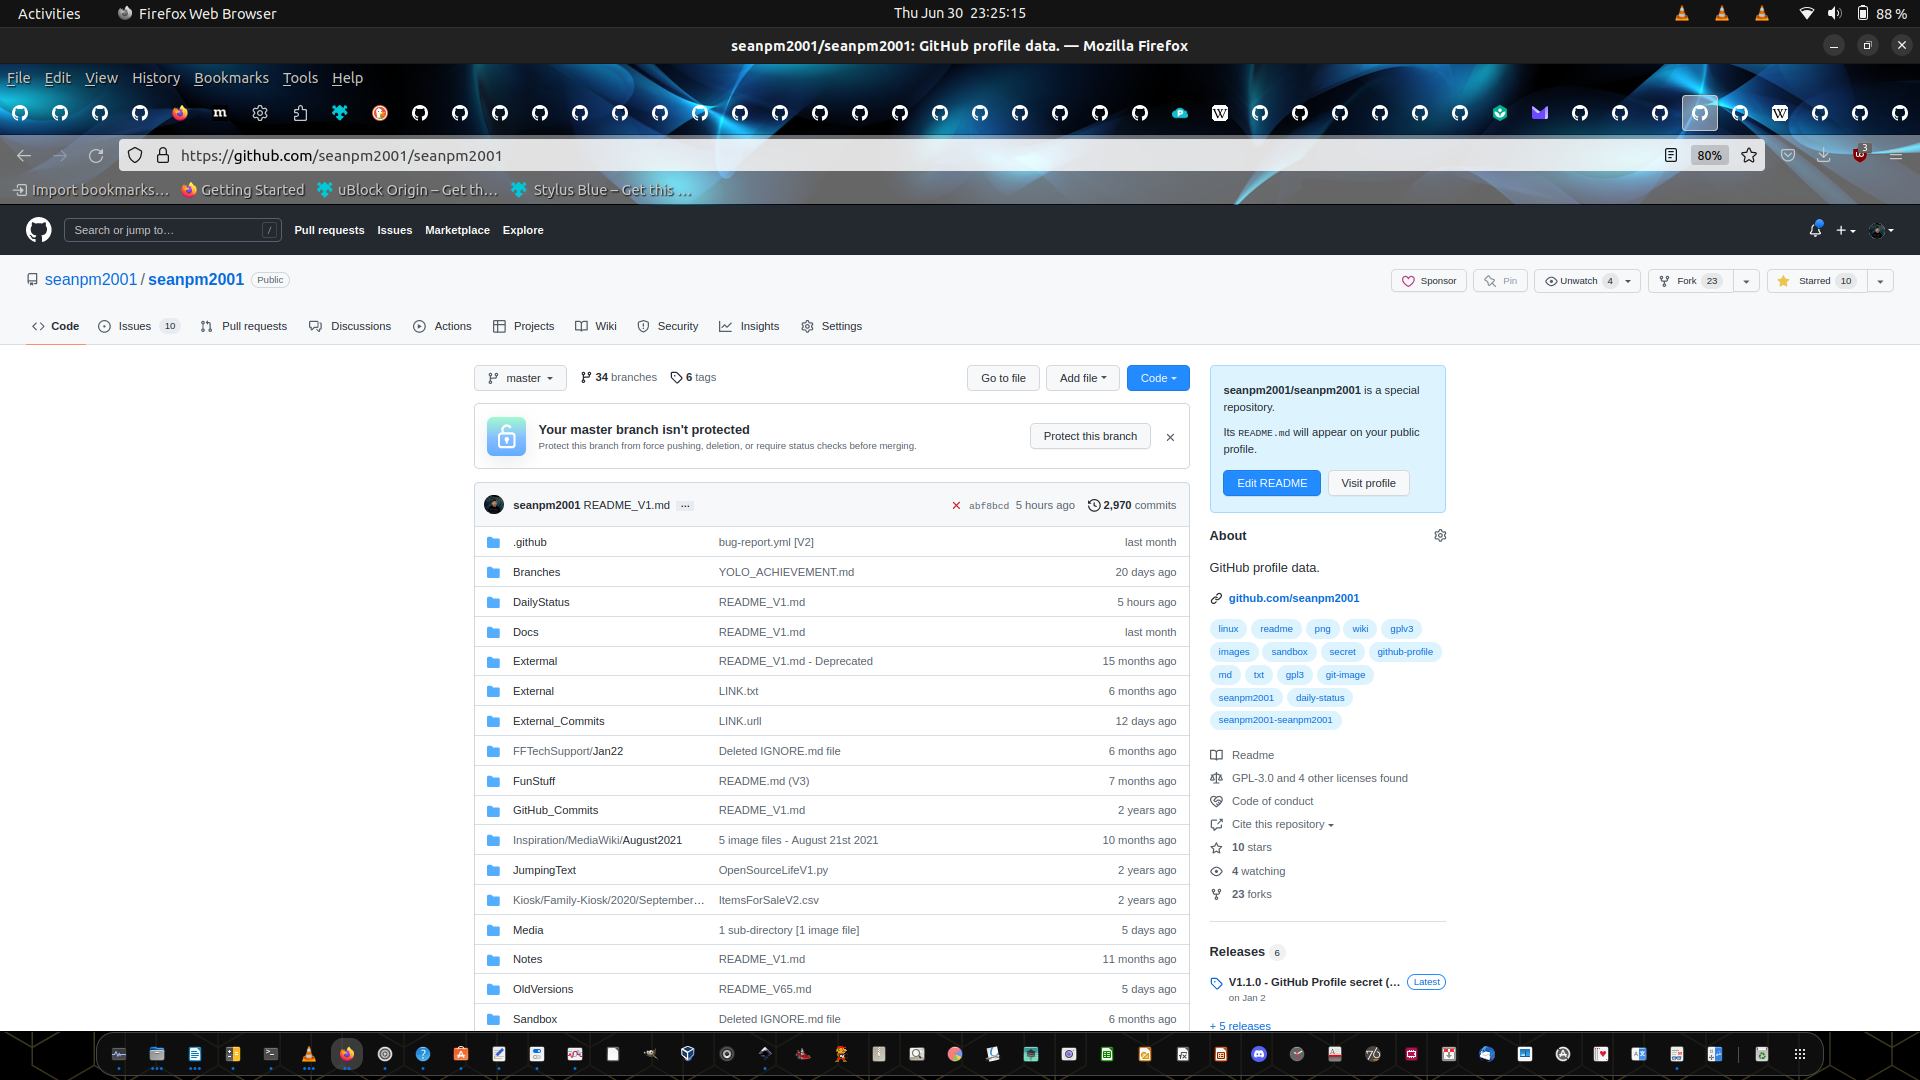 Activities
Firefox Web Browser
Thu Jun 30 23:25:15
88 %
seanpm2001/seanpm2001: GitHub profile data. — Mozilla Firefox
File Edit View History Bookmarks Tools Help
https://github.com/seanpm2001/seanpm2001
80%
3
Import bookmarks…
Getting Started
uBlock Origin – Get th…
Stylus Blue – Get this …
Search or jump to… /
Pull requests Issues Marketplace Explore
seanpm2001 / seanpm2001 Public
Sponsor
Pin
Unwatch 4
Fork 23
Starred 10
Code
Issues 10
Pull requests
Discussions
Actions
Projects
Wiki
Security
Insights
Settings
master
34 branches
6 tags
Go to file
Add file
Code
Your master branch isn't protected
Protect this branch from force pushing, deletion, or require status checks before merging.
Protect this branch
seanpm2001 README_V1.md …
abf8bcd 5 hours ago
2,970 commits
.github bug-report.yml [V2] last month
Branches YOLO_ACHIEVEMENT.md 20 days ago
DailyStatus README_V1.md 5 hours ago
Docs README_V1.md last month
Extermal README_V1.md - Deprecated 15 months ago
External LINK.txt 6 months ago
External_Commits LINK.urll 12 days ago
FFTechSupport/Jan22 Deleted IGNORE.md file 6 months ago
FunStuff README.md (V3) 7 months ago
GitHub_Commits README_V1.md 2 years ago
Inspiration/MediaWiki/August2021 5 image files - August 21st 2021 10 months ago
JumpingText OpenSourceLifeV1.py 2 years ago
Kiosk/Family-Kiosk/2020/September… ItemsForSaleV2.csv 2 years ago
Media 1 sub-directory [1 image file] 5 days ago
Notes README_V1.md 11 months ago
OldVersions README_V65.md 5 days ago
Sandbox Deleted IGNORE.md file 6 months ago
seanpm2001/seanpm2001 is a special
repository.
Its README.md will appear on your public
profile.
Edit README
Visit profile
About
GitHub profile data.
github.com/seanpm2001
linux readme png wiki gplv3
images sandbox secret github-profile
md txt gpl3 git-image
seanpm2001 daily-status
seanpm2001-seanpm2001
Readme
GPL-3.0 and 4 other licenses found
Code of conduct
Cite this repository
10 stars
4 watching
23 forks
Releases 6
V1.1.0 - GitHub Profile secret (… Latest
on Jan 2
+ 5 releases